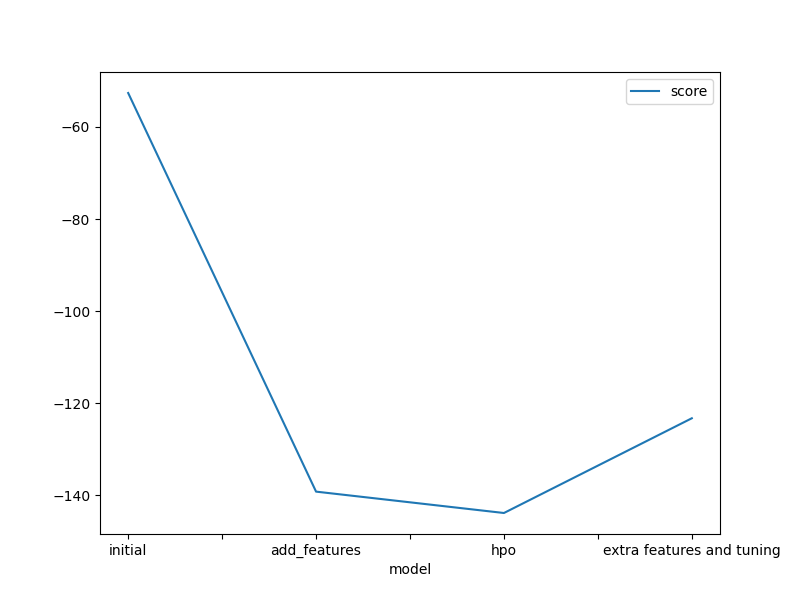 score
−60
−80
−100
−120
−140
initial add_features hpo extra features and tuning
model